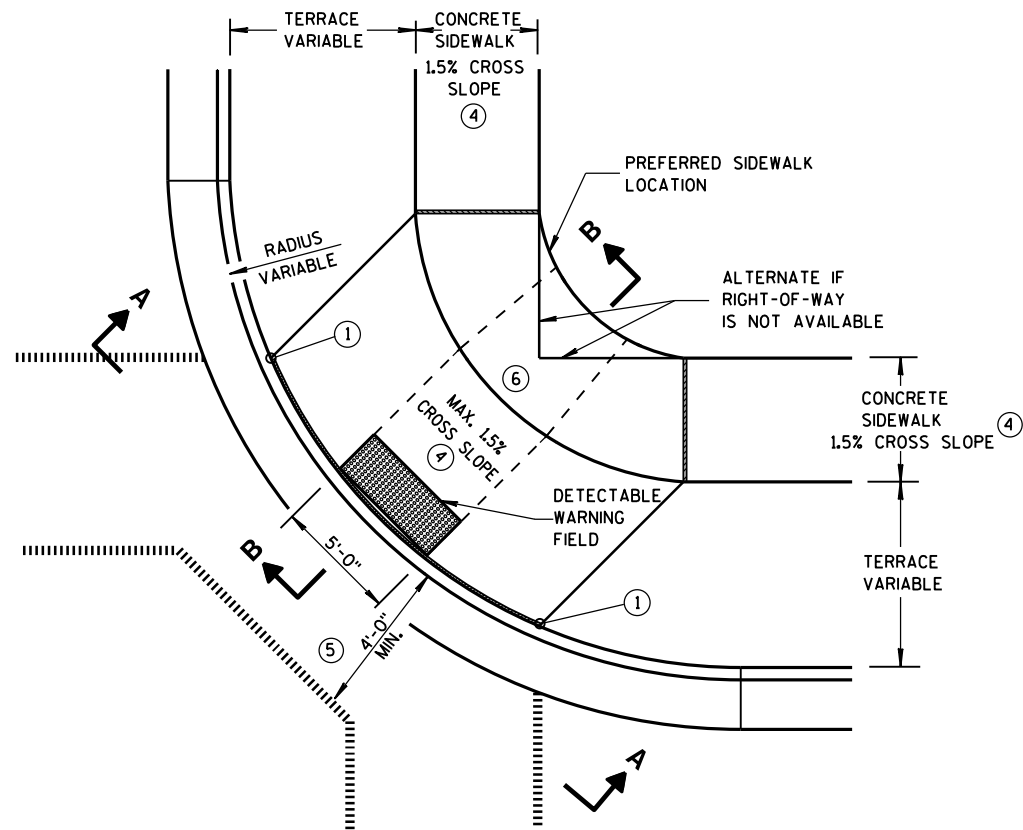 TERRACE
VARIABLE
CONCRETE
SIDEWALK
1.5% CROSS
SLOPE
4
PREFERRED SIDEWALK
LOCATION
B
RADIUS
VARIABLE
ALTERNATE IF
RIGHT-OF-WAY
IS NOT AVAILABLE
A
1
6
MAX. 1.5%
CROSS SLOPE
4
CONCRETE
SIDEWALK
1.5% CROSS SLOPE
4
DETECTABLE
WARNING
FIELD
B
5'-0"
TERRACE
VARIABLE
1
5
4'-0"
MIN.
A